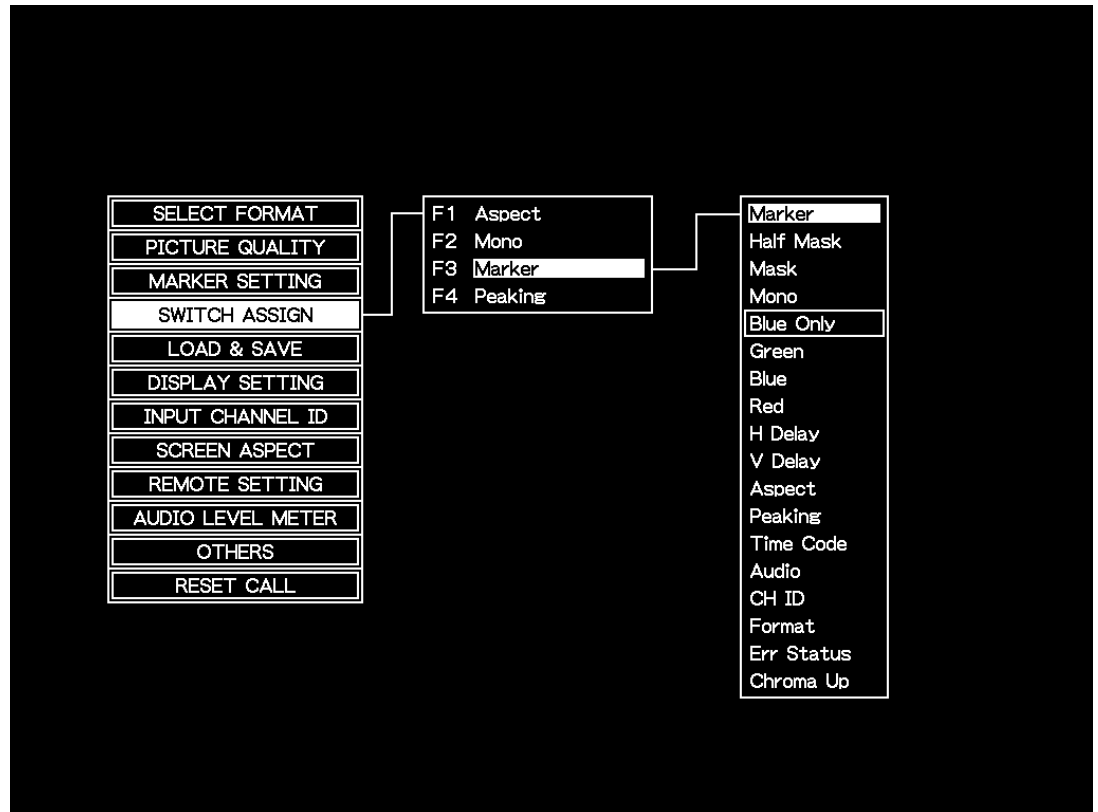 SELECT FORMAT
PICTURE QUALITY
MARKER SETTING
SWITCH ASSIGN
LOAD & SAVE
DISPLAY SETTING
INPUT CHANNEL ID
SCREEN ASPECT
REMOTE SETTING
AUDIO LEVEL METER
OTHERS
RESET CALL
F1 Aspect
F2 Mono
F3 Marker
F4 Peaking
Marker
Half Mask
Mask
Mono
Blue Only
Green
Blue
Red
H Delay
V Delay
Aspect
Peaking
Time Code
Audio
CH ID
Format
Err Status
Chroma Up